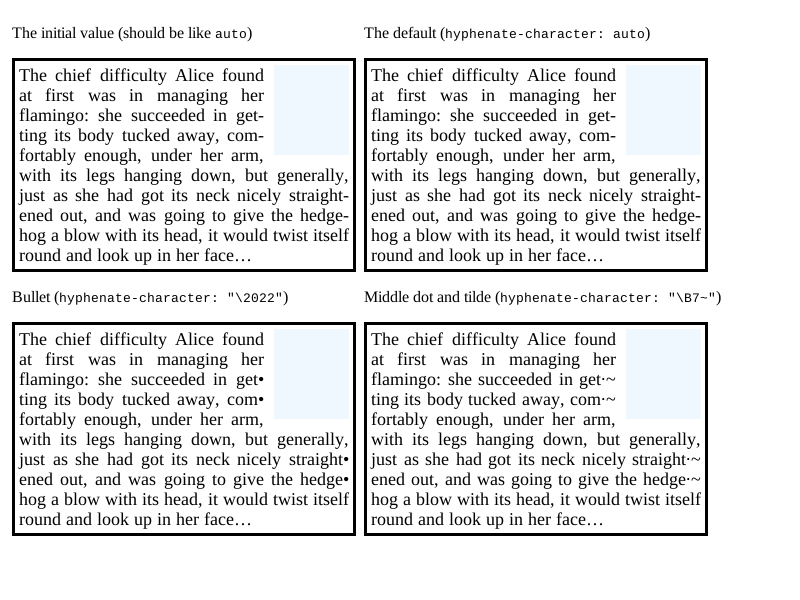 The initial value (should be like auto)
The chief difficulty Alice found
at first was in managing her
flamingo: she succeeded in get-
ting its body tucked away, com-
fortably enough, under her arm,
with its legs hanging down, but generally,
just as she had got its neck nicely straight-
ened out, and was going to give the hedge-
hog a blow with its head, it would twist itself
round and look up in her face…
The default (hyphenate-character: auto)
The chief difficulty Alice found
at first was in managing her
flamingo: she succeeded in get-
ting its body tucked away, com-
fortably enough, under her arm,
with its legs hanging down, but generally,
just as she had got its neck nicely straight-
ened out, and was going to give the hedge-
hog a blow with its head, it would twist itself
round and look up in her face…
Bullet (hyphenate-character: "\2022")
The chief difficulty Alice found
at first was in managing her
flamingo: she succeeded in get•
ting its body tucked away, com•
fortably enough, under her arm,
with its legs hanging down, but generally,
just as she had got its neck nicely straight•
ened out, and was going to give the hedge•
hog a blow with its head, it would twist itself
round and look up in her face…
Middle dot and tilde (hyphenate-character: "\B7~")
The chief difficulty Alice found
at first was in managing her
flamingo: she succeeded in get·~
ting its body tucked away, com·~
fortably enough, under her arm,
with its legs hanging down, but generally,
just as she had got its neck nicely straight·~
ened out, and was going to give the hedge·~
hog a blow with its head, it would twist itself
round and look up in her face…